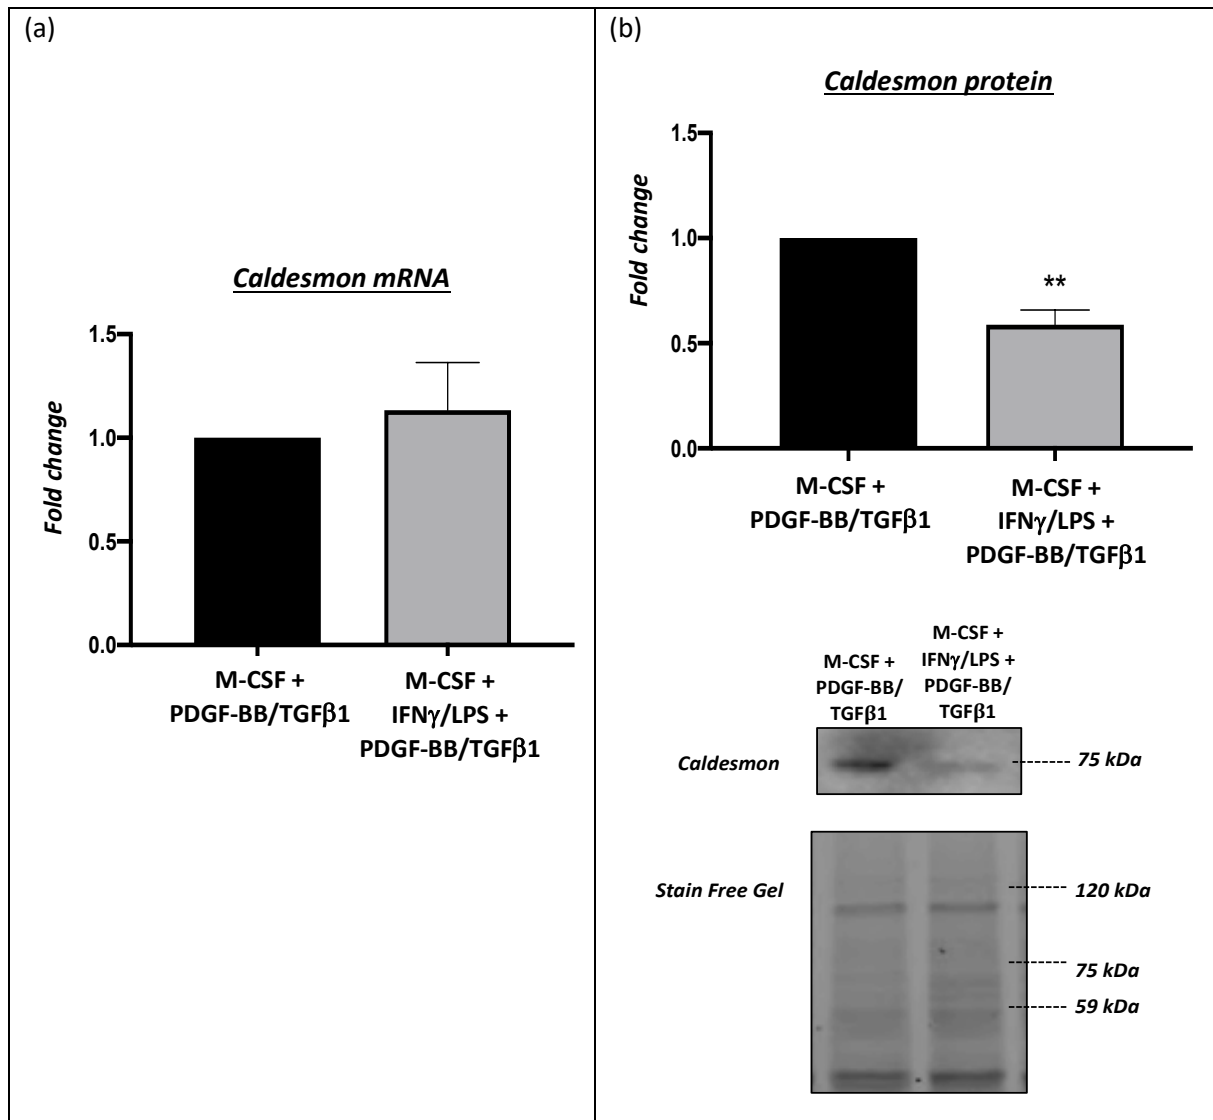 (a)
Caldesmon mRNA
Fold change
1.5
1.0
0.5
0.0
M-CSF +
PDGF-BB/TGFβ1
M-CSF +
IFNγ/LPS +
PDGF-BB/TGFβ1
(b)
Caldesmon protein
Fold change
1.5
1.0
0.5
0.0
**
M-CSF +
PDGF-BB/TGFβ1
M-CSF +
IFNγ/LPS +
PDGF-BB/TGFβ1
M-CSF +
PDGF-BB/
TGFβ1
M-CSF +
IFNγ/LPS +
PDGF-BB/
TGFβ1
Caldesmon
75 kDa
Stain Free Gel
120 kDa
75 kDa
59 kDa